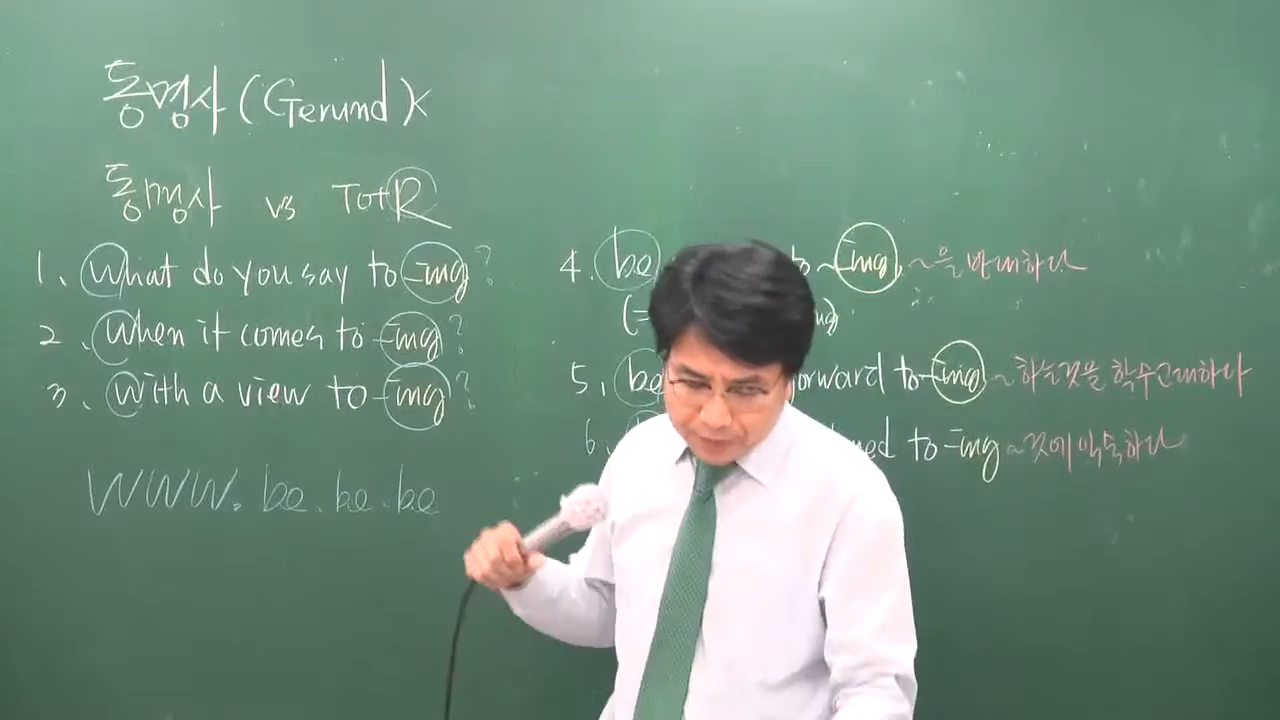 동명사 (Gerund)
동명사 vs To+R
1. What do you say to -ing?
2. When it comes to -ing?
3. With a view to -ing?
WWW. be. be. be
4. be to ~ -ing. ~을 반대하다
(=
5. be forward to -ing ~하는것을 학수고대하다
6. to -ing ~것에 익숙하다